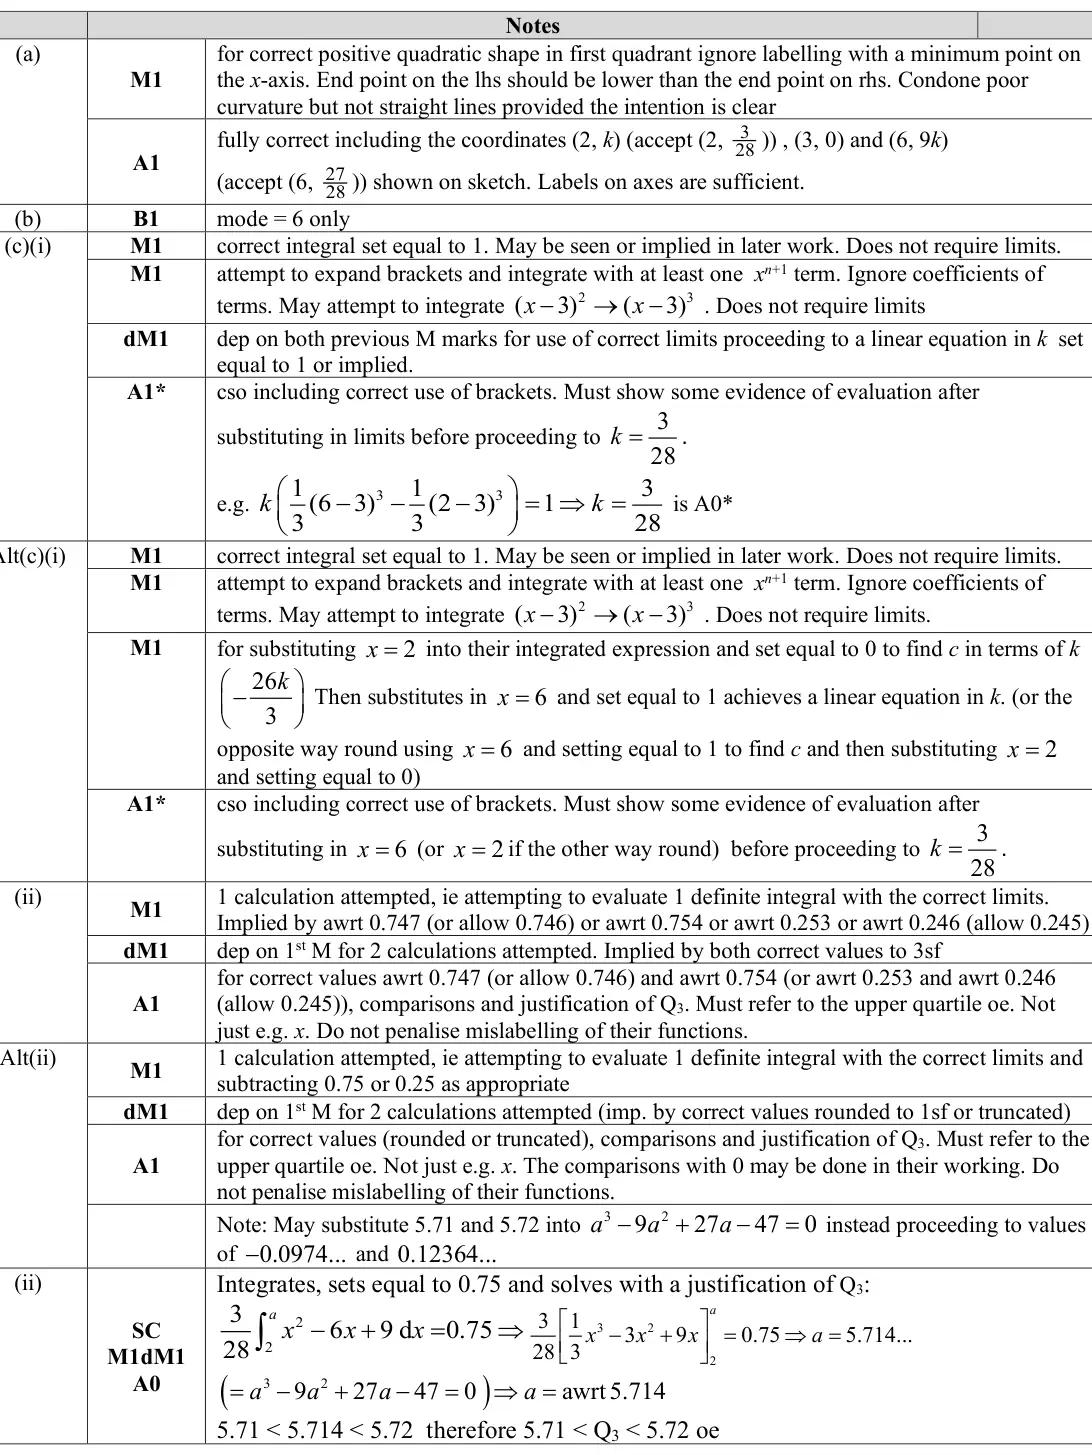 Notes
(a)
M1
for correct positive quadratic shape in first quadrant ignore labelling with a minimum point on
the x-axis. End point on the lhs should be lower than the end point on rhs. Condone poor
curvature but not straight lines provided the intention is clear
A1
fully correct including the coordinates (2, k) (accept (2, 3/28 )) , (3, 0) and (6, 9k)
(accept (6, 27/28 )) shown on sketch. Labels on axes are sufficient.
(b) B1 mode = 6 only
(c)(i) M1 correct integral set equal to 1. May be seen or implied in later work. Does not require limits.
M1 attempt to expand brackets and integrate with at least one xⁿ⁺¹ term. Ignore coefficients of
terms. May attempt to integrate (x − 3)² → (x − 3)³ . Does not require limits
dM1 dep on both previous M marks for use of correct limits proceeding to a linear equation in k set
equal to 1 or implied.
A1* cso including correct use of brackets. Must show some evidence of evaluation after
substituting in limits before proceeding to k = 3/28 .
e.g. k(1/3(6 − 3)³ − 1/3(2 − 3)³) = 1 ⇒ k = 3/28 is A0*
Alt(c)(i) M1 correct integral set equal to 1. May be seen or implied in later work. Does not require limits.
M1 attempt to expand brackets and integrate with at least one xⁿ⁺¹ term. Ignore coefficients of
terms. May attempt to integrate (x − 3)² → (x − 3)³ . Does not require limits.
M1 for substituting x = 2 into their integrated expression and set equal to 0 to find c in terms of k
(−26k/3) Then substitutes in x = 6 and set equal to 1 achieves a linear equation in k. (or the
opposite way round using x = 6 and setting equal to 1 to find c and then substituting x = 2
and setting equal to 0)
A1* cso including correct use of brackets. Must show some evidence of evaluation after
substituting in x = 6 (or x = 2 if the other way round) before proceeding to k = 3/28 .
(ii)
M1
1 calculation attempted, ie attempting to evaluate 1 definite integral with the correct limits.
Implied by awrt 0.747 (or allow 0.746) or awrt 0.754 or awrt 0.253 or awrt 0.246 (allow 0.245)
dM1 dep on 1st M for 2 calculations attempted. Implied by both correct values to 3sf
A1
for correct values awrt 0.747 (or allow 0.746) and awrt 0.754 (or awrt 0.253 and awrt 0.246
(allow 0.245)), comparisons and justification of Q₃. Must refer to the upper quartile oe. Not
just e.g. x. Do not penalise mislabelling of their functions.
Alt(ii)
M1
1 calculation attempted, ie attempting to evaluate 1 definite integral with the correct limits and
subtracting 0.75 or 0.25 as appropriate
dM1 dep on 1st M for 2 calculations attempted (imp. by correct values rounded to 1sf or truncated)
A1
for correct values (rounded or truncated), comparisons and justification of Q₃. Must refer to the
upper quartile oe. Not just e.g. x. The comparisons with 0 may be done in their working. Do
not penalise mislabelling of their functions.
Note: May substitute 5.71 and 5.72 into a³ − 9a² + 27a − 47 = 0 instead proceeding to values
of −0.0974... and 0.12364...
(ii)
SC
M1dM1
A0
Integrates, sets equal to 0.75 and solves with a justification of Q₃:
3/28 ∫₂ᵃ x² − 6x + 9 dx = 0.75 ⇒ 3/28 [1/3 x³ − 3x² + 9x]₂ᵃ = 0.75 ⇒ a = 5.714...
(= a³ − 9a² + 27a − 47 = 0) ⇒ a = awrt 5.714
5.71 < 5.714 < 5.72 therefore 5.71 < Q₃ < 5.72 oe